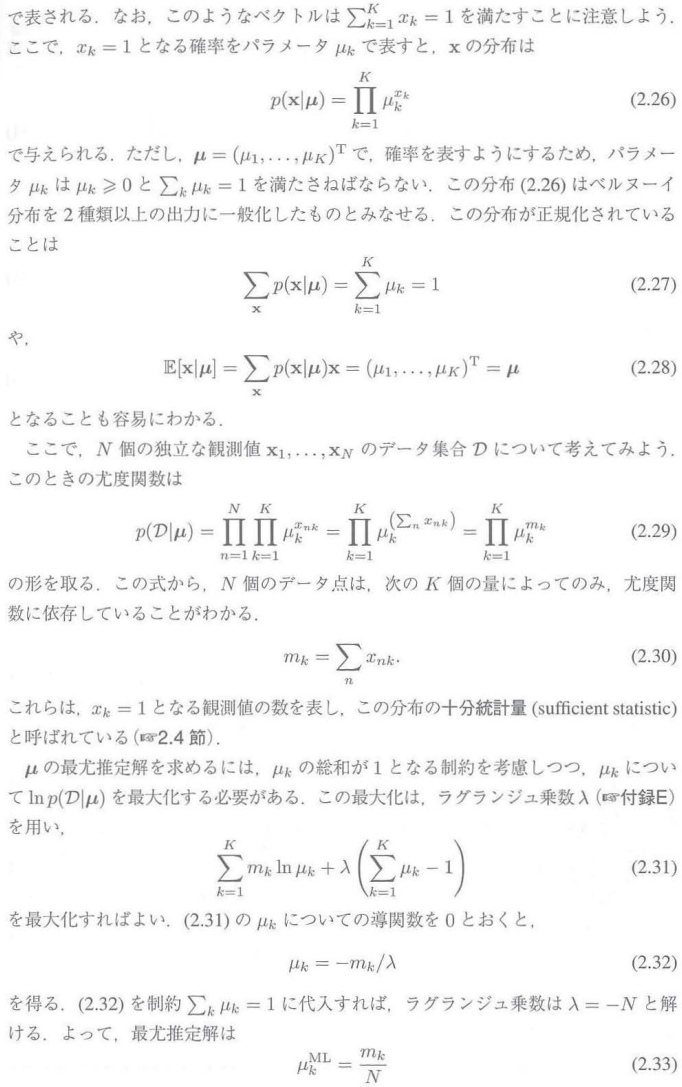 で表される．なお，このようなベクトルは $\sum_{k=1}^{K} x_k = 1$ を満たすことに注意しよう．
ここで，$x_k = 1$ となる確率をパラメータ $\mu_k$ で表すと，$\mathbf{x}$ の分布は
$p(\mathbf{x}|\boldsymbol{\mu}) = \prod_{k=1}^{K} \mu_k^{x_k}$ (2.26)
で与えられる．ただし，$\boldsymbol{\mu} = (\mu_1, \ldots, \mu_K)^{\mathrm{T}}$ で，確率を表すようにするため，パラメー
タ $\mu_k$ は $\mu_k \geqslant 0$ と $\sum_k \mu_k = 1$ を満たさねばならない．この分布 (2.26) はベルヌーイ
分布を 2 種類以上の出力に一般化したものとみなせる．この分布が正規化されている
ことは
$\sum_{\mathbf{x}} p(\mathbf{x}|\boldsymbol{\mu}) = \sum_{k=1}^{K} \mu_k = 1$ (2.27)
や，
$\mathbb{E}[\mathbf{x}|\boldsymbol{\mu}] = \sum_{\mathbf{x}} p(\mathbf{x}|\boldsymbol{\mu})\mathbf{x} = (\mu_1, \ldots, \mu_K)^{\mathrm{T}} = \boldsymbol{\mu}$ (2.28)
となることも容易にわかる．
ここで，$N$ 個の独立な観測値 $\mathbf{x}_1, \ldots, \mathbf{x}_N$ のデータ集合 $\mathcal{D}$ について考えてみよう．
このときの尤度関数は
$p(\mathcal{D}|\boldsymbol{\mu}) = \prod_{n=1}^{N} \prod_{k=1}^{K} \mu_k^{x_{nk}} = \prod_{k=1}^{K} \mu_k^{(\sum_n x_{nk})} = \prod_{k=1}^{K} \mu_k^{m_k}$ (2.29)
の形を取る．この式から，$N$ 個のデータ点は，次の $K$ 個の量によってのみ，尤度関
数に依存していることがわかる．
$m_k = \sum_n x_{nk}.$ (2.30)
これらは，$x_k = 1$ となる観測値の数を表し，この分布の十分統計量 (sufficient statistic)
と呼ばれている (☞2.4 節)．
$\boldsymbol{\mu}$ の最尤推定解を求めるには，$\mu_k$ の総和が 1 となる制約を考慮しつつ，$\mu_k$ につい
て $\ln p(\mathcal{D}|\boldsymbol{\mu})$ を最大化する必要がある．この最大化は，ラグランジュ乗数 $\lambda$ (☞付録E)
を用い，
$\sum_{k=1}^{K} m_k \ln \mu_k + \lambda \left( \sum_{k=1}^{K} \mu_k - 1 \right)$ (2.31)
を最大化すればよい．(2.31) の $\mu_k$ についての導関数を 0 とおくと，
$\mu_k = -m_k/\lambda$ (2.32)
を得る．(2.32) を制約 $\sum_k \mu_k = 1$ に代入すれば，ラグランジュ乗数は $\lambda = -N$ と解
ける．よって，最尤推定解は
$\mu_k^{\mathrm{ML}} = \frac{m_k}{N}$ (2.33)